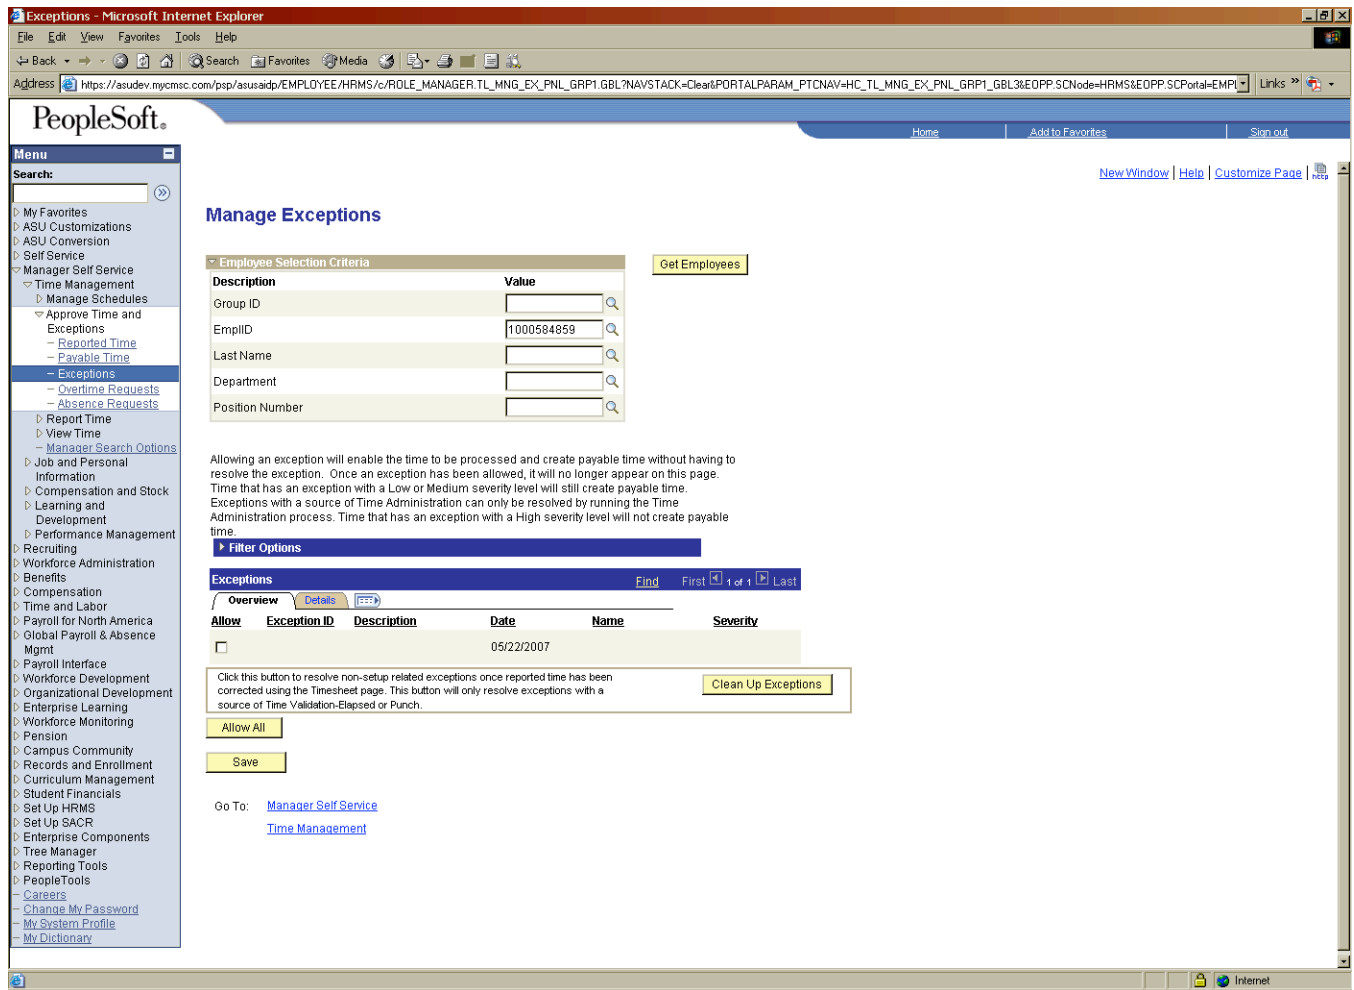 Exceptions - Microsoft Internet Explorer
File Edit View Favorites Tools Help
Back Search Favorites Media
Address https://asudev.mycmsc.com/psp/asusaidp/EMPLOYEE/HRMS/c/ROLE_MANAGER.TL_MNG_EX_PNL_GRP1.GBL?NAVSTACK=Clear&PORTALPARAM_PTCNAV=HC_TL_MNG_EX_PNL_GRP1_GBL3&EOPP.SCNode=HRMS&EOPP.SCPortal=EMPL Links »
PeopleSoft.
Home Add to Favorites Sign out
New Window | Help | Customize Page | http
Menu
Search:
My Favorites
ASU Customizations
ASU Conversion
Self Service
Manager Self Service
Time Management
Manage Schedules
Approve Time and
Exceptions
– Reported Time
– Payable Time
– Exceptions
– Overtime Requests
– Absence Requests
Report Time
View Time
– Manager Search Options
Job and Personal
Information
Compensation and Stock
Learning and
Development
Performance Management
Recruiting
Workforce Administration
Benefits
Compensation
Time and Labor
Payroll for North America
Global Payroll & Absence
Mgmt
Payroll Interface
Workforce Development
Organizational Development
Enterprise Learning
Workforce Monitoring
Pension
Campus Community
Records and Enrollment
Curriculum Management
Student Financials
Set Up HRMS
Set Up SACR
Enterprise Components
Tree Manager
Reporting Tools
PeopleTools
– Careers
– Change My Password
– My System Profile
– My Dictionary
Manage Exceptions
Employee Selection Criteria
Get Employees
Description Value
Group ID
EmplID 1000584859
Last Name
Department
Position Number
Allowing an exception will enable the time to be processed and create payable time without having to
resolve the exception. Once an exception has been allowed, it will no longer appear on this page.
Time that has an exception with a Low or Medium severity level will still create payable time.
Exceptions with a source of Time Administration can only be resolved by running the Time
Administration process. Time that has an exception with a High severity level will not create payable
time.
Filter Options
Exceptions Find First 1 of 1 Last
Overview Details
Allow Exception ID Description Date Name Severity
05/22/2007
Click this button to resolve non-setup related exceptions once reported time has been
corrected using the Timesheet page. This button will only resolve exceptions with a
source of Time Validation-Elapsed or Punch.
Clean Up Exceptions
Allow All
Save
Go To: Manager Self Service
Time Management
Internet